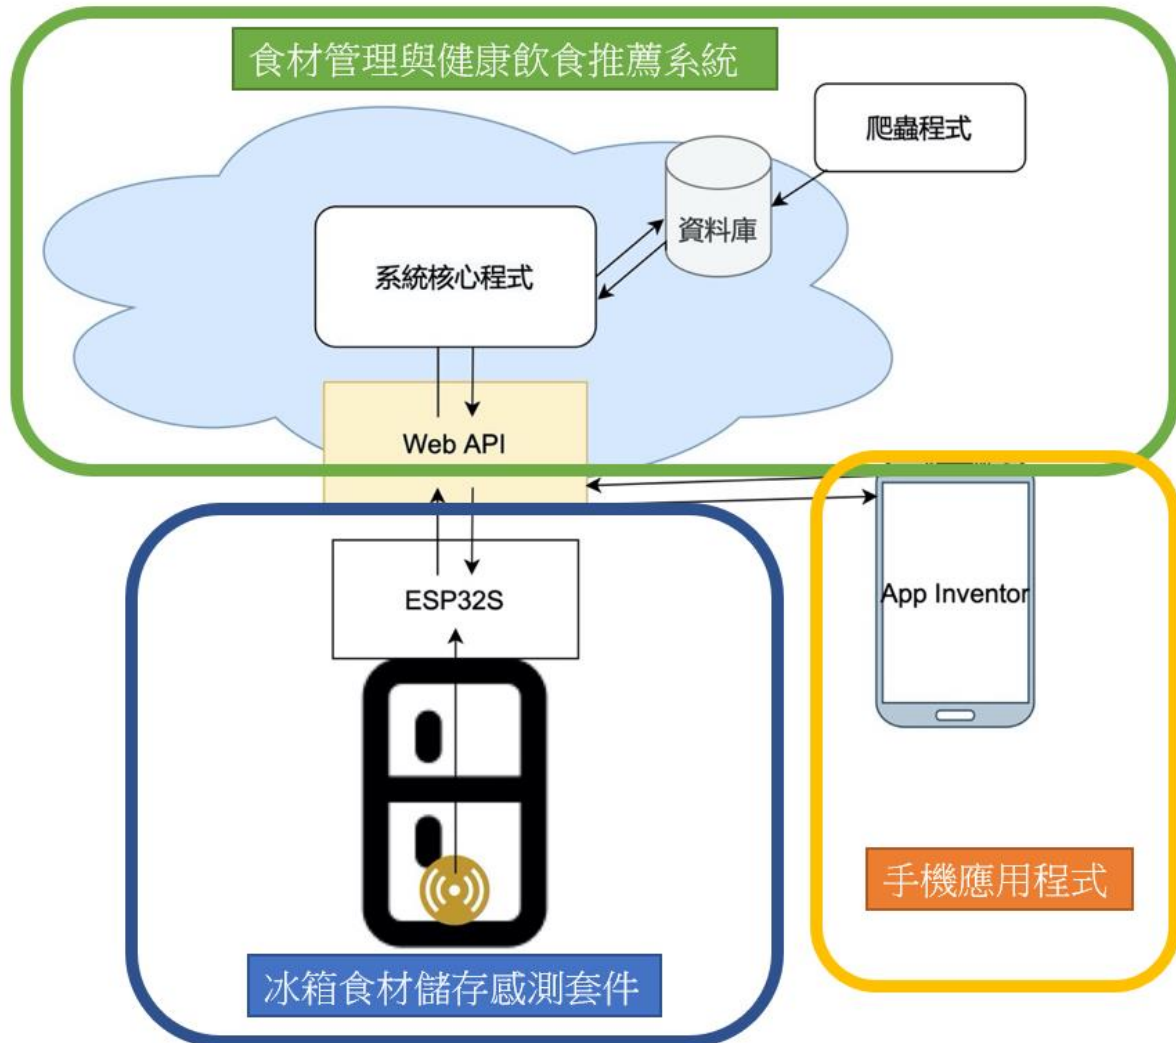 食材管理與健康飲食推薦系統
爬蟲程式
資料庫
系統核心程式
Web API
ESP32S
App Inventor
手機應用程式
冰箱食材儲存感測套件